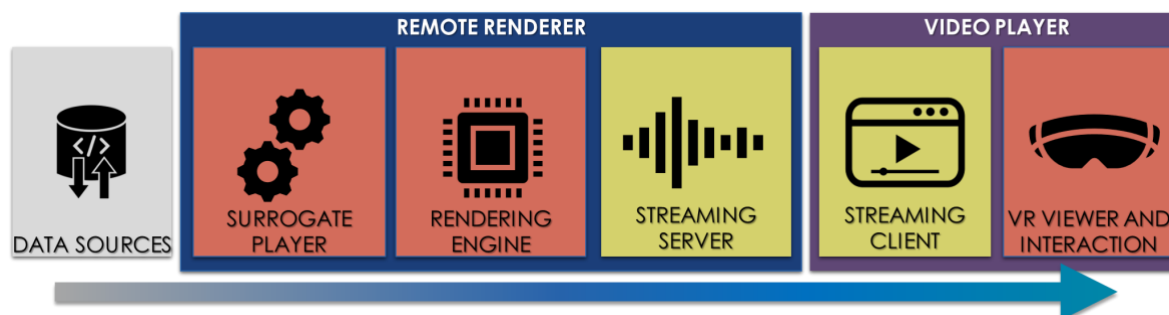 REMOTE RENDERER
VIDEO PLAYER
</>
DATA SOURCES
SURROGATE
PLAYER
RENDERING
ENGINE
STREAMING
SERVER
STREAMING
CLIENT
VR VIEWER AND
INTERACTION